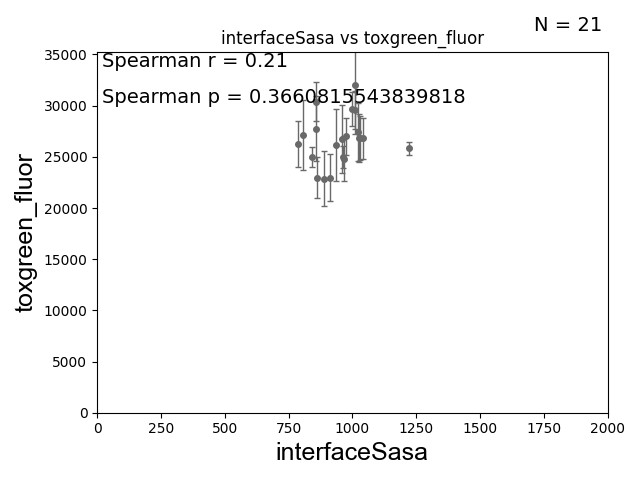 N = 21
interfaceSasa vs toxgreen_fluor
Spearman r = 0.21
Spearman p = 0.3660815543839818
35000
30000
25000
20000
15000
10000
5000
0
toxgreen_fluor
0 250 500 750 1000 1250 1500 1750 2000
interfaceSasa